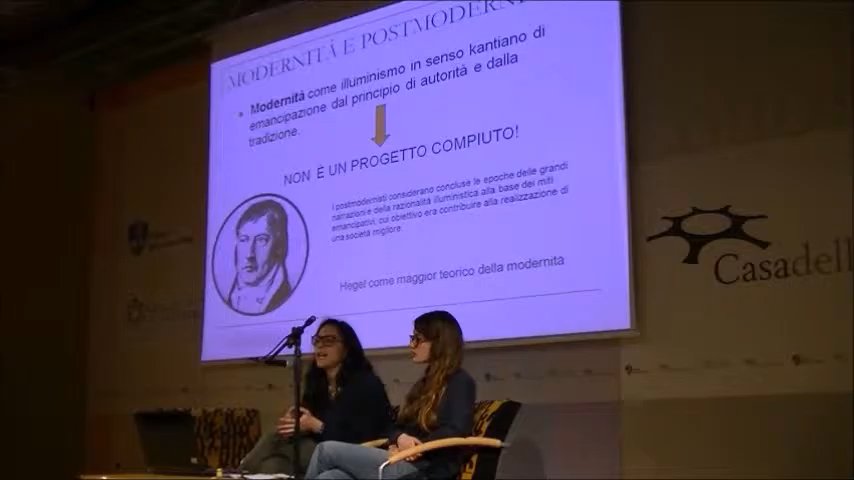 MODERNITÀ E POSTMODERN
Modernità come illuminismo in senso kantiano di
emancipazione dal principio di autorità e dalla
tradizione.
NON È UN PROGETTO COMPIUTO!
I postmodernisti considerano concluse le epoche delle grandi
narrazioni e della razionalità illuministica alla base dei miti
emancipativi, cui obiettivo era contribuire alla realizzazione di
una società migliore.
Hegel come maggior teorico della modernità
Casadell